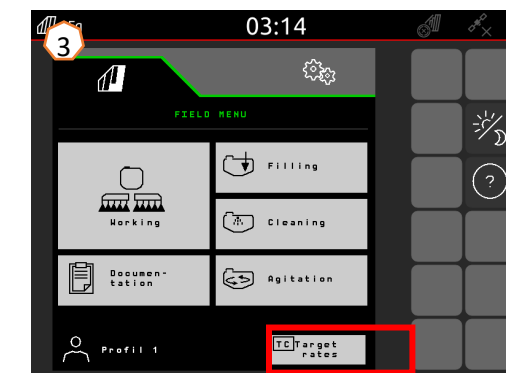 03:14
3
FIELD MENU
Filling
Working
Cleaning
Documen-
tation
Agitation
Profil 1
TC Target
rates
?